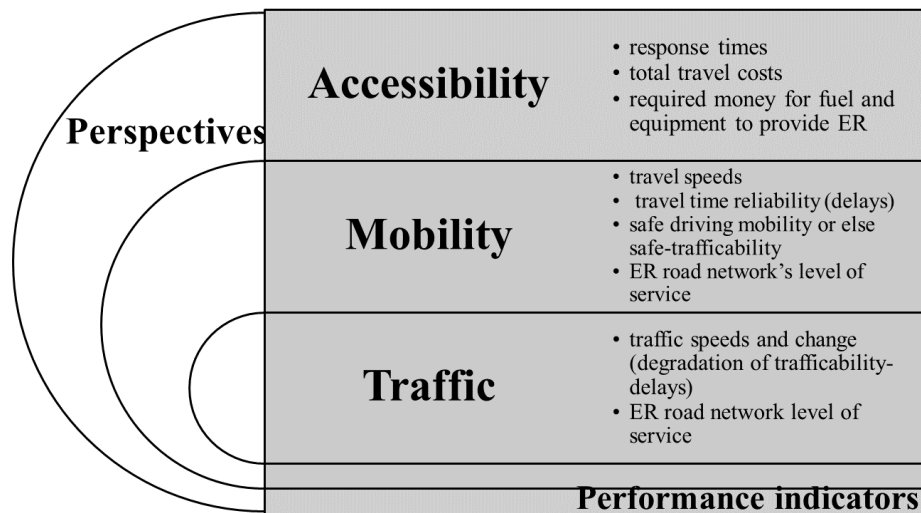 Perspectives
Accessibility
• response times
• total travel costs
• required money for fuel and
equipment to provide ER
Mobility
• travel speeds
• travel time reliability (delays)
• safe driving mobility or else
safe-trafficability
• ER road network’s level of
service
Traffic
• traffic speeds and change
(degradation of trafficability-
delays)
• ER road network level of
service
Performance indicators